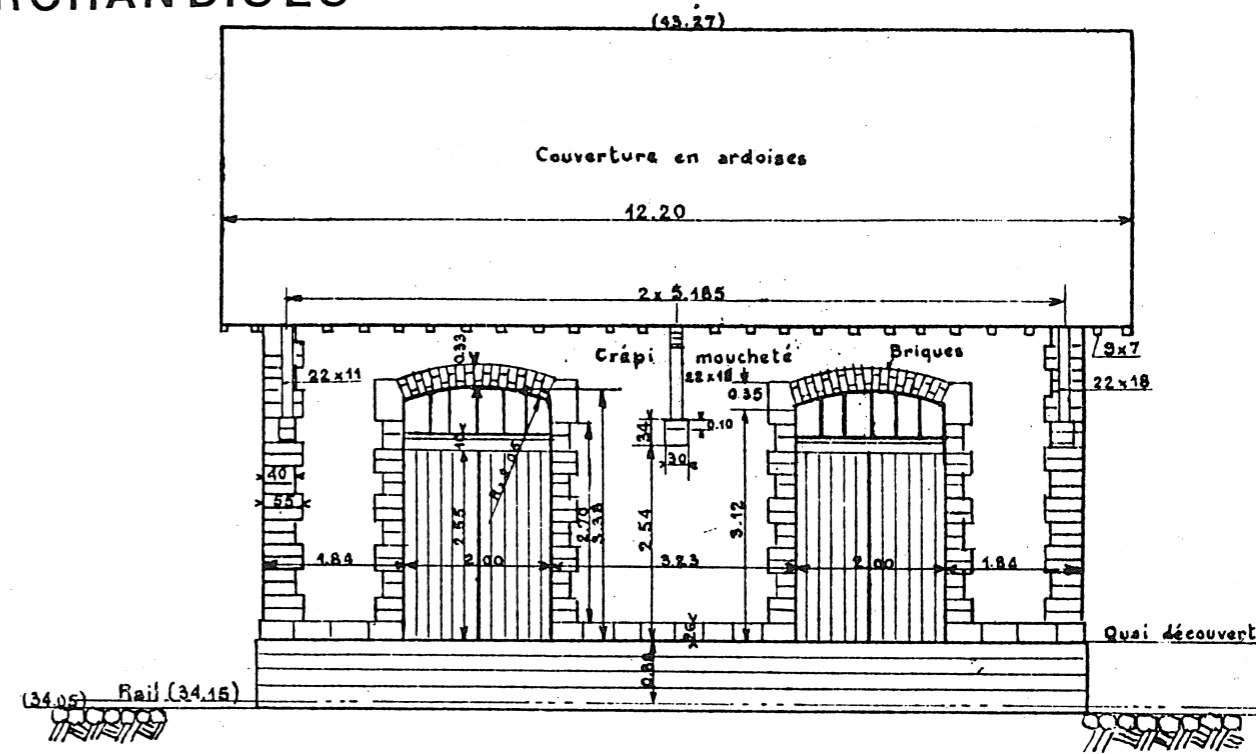 RCHANDISES
(43.27)
Couverture en ardoises
12.20
2 x 5.185
0.33
Crépi moucheté
Briques
9x7
22x11
22x18
22x18
0.35
0.10
34
10
30
40
55
2.55
2.70
3.38
2.54
3.12
1.84
2.00
3.23
2.00
1.84
26
Quai découvert
(34.05)
Rail (34.15)